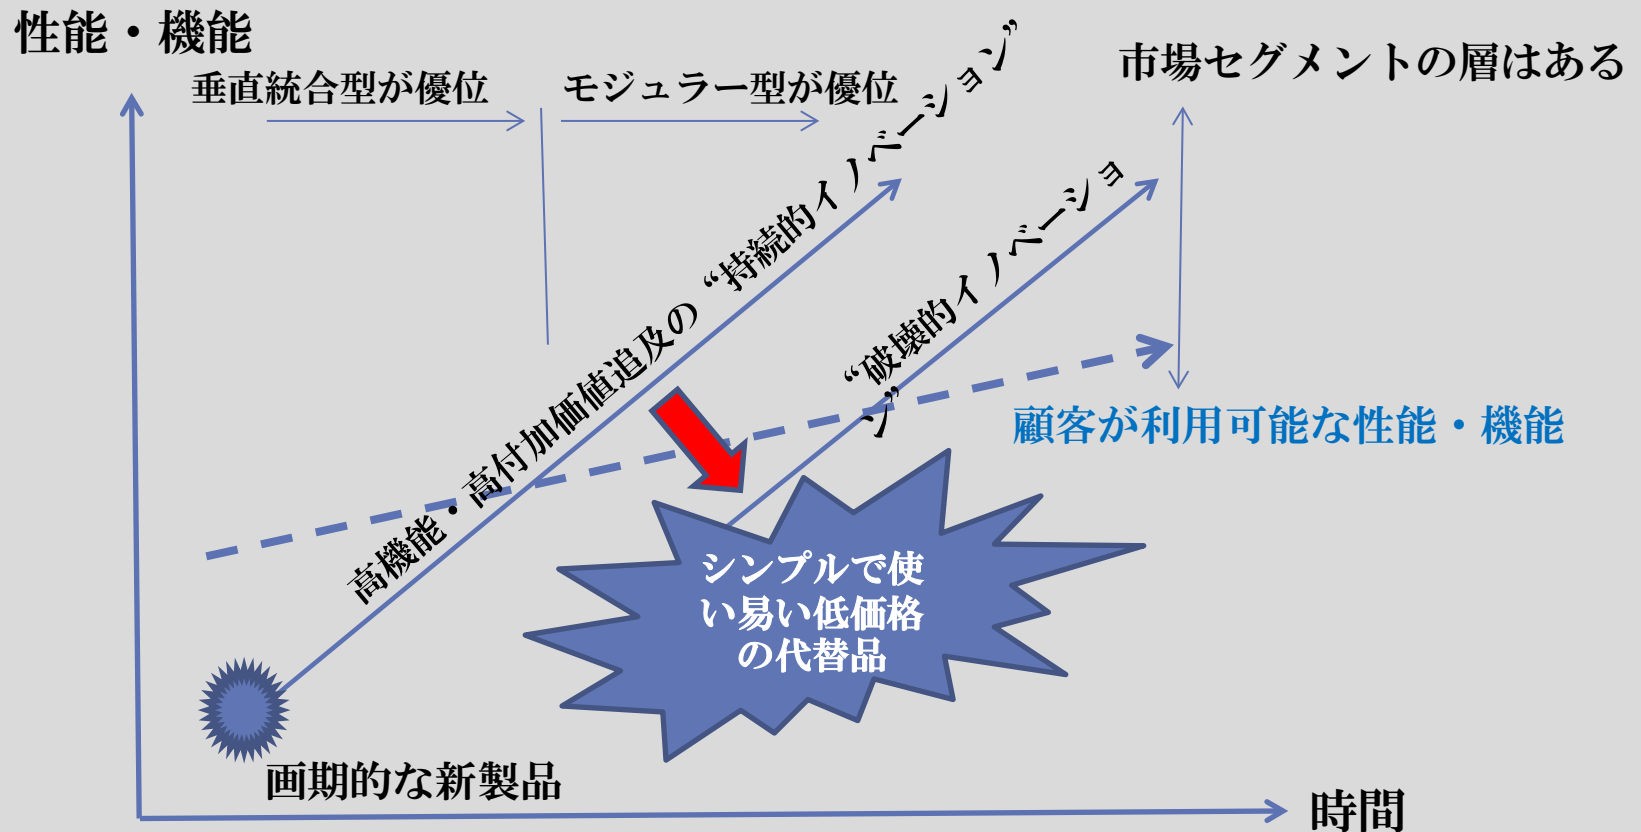 性能・機能
市場セグメントの層はある
垂直統合型が優位
モジュラー型が優位
高機能・高付加価値追及の“持続的イノベーション”
“破壊的イノベーショ
ン”
顧客が利用可能な性能・機能
シンプルで使
い易い低価格
の代替品
画期的な新製品
時間